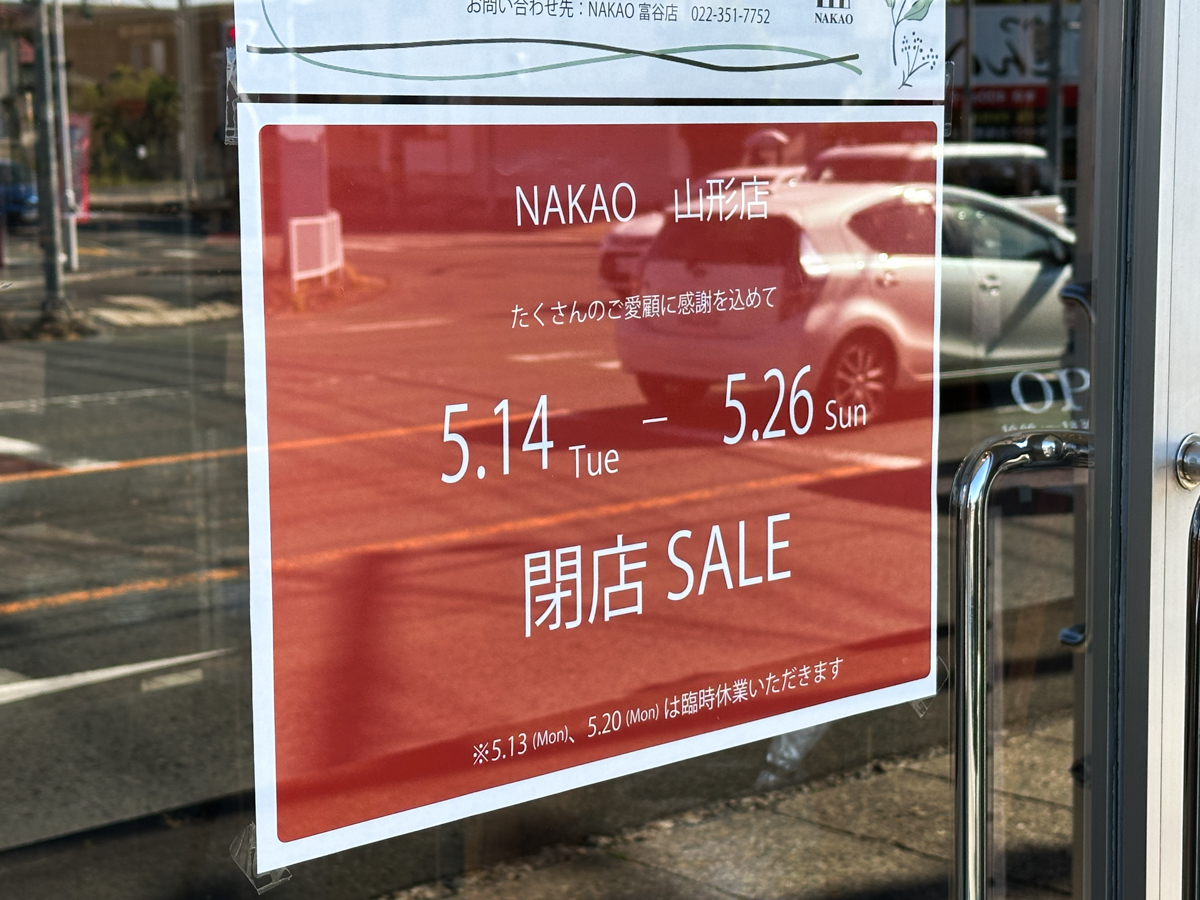 お問い合わせ先：NAKAO 富谷店　022-351-7752
NAKAO
NAKAO　山形店
たくさんのご愛顧に感謝を込めて
5.14 Tue － 5.26 Sun
閉店 SALE
※5.13 (Mon)、5.20 (Mon) は臨時休業いただきます
OP